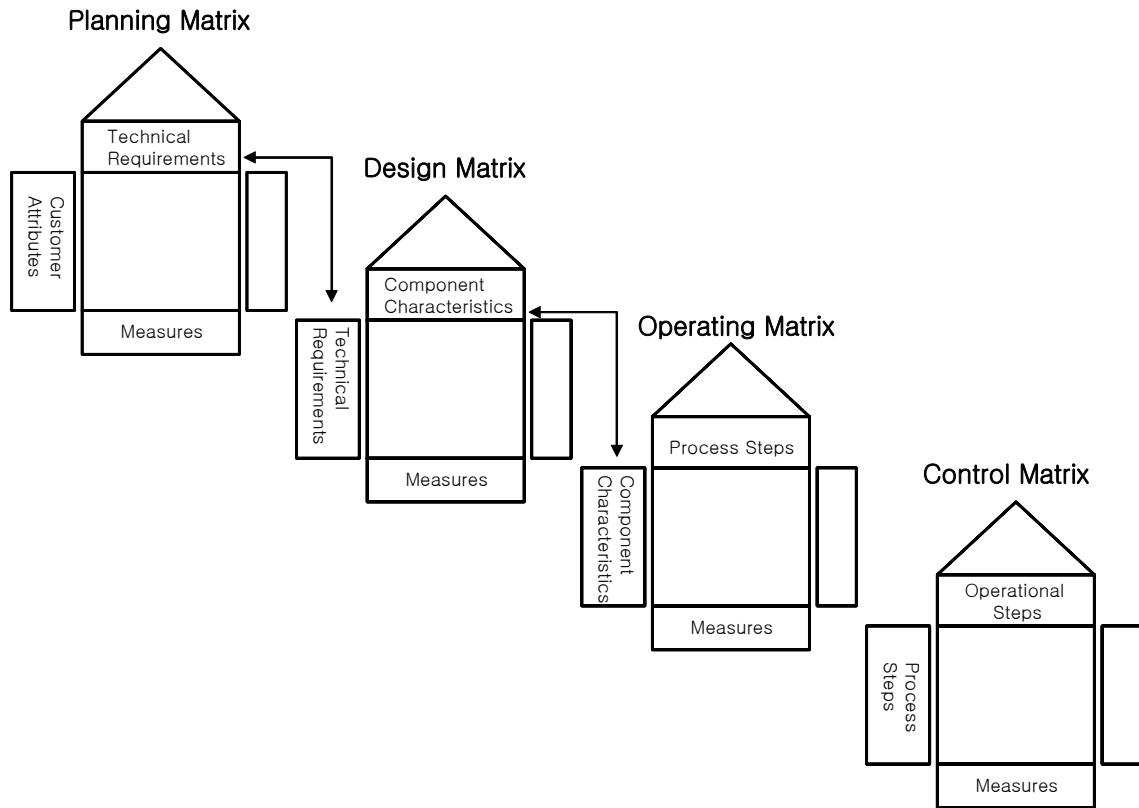 Planning Matrix
Technical
Requirements
Customer
Attributes
Measures
Design Matrix
Component
Characteristics
Technical
Requirements
Measures
Operating Matrix
Process Steps
Component
Characteristics
Measures
Control Matrix
Operational
Steps
Process
Steps
Measures